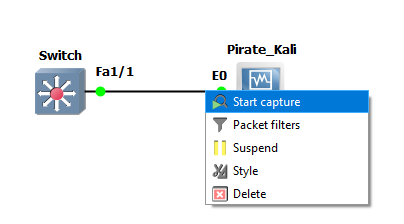 Pirate_Kali
Switch
Fa1/1
E0
Start capture
Packet filters
Suspend
Style
Delete